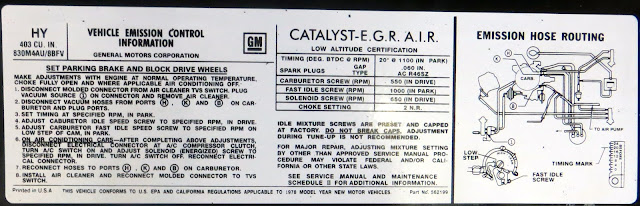 HY
403 CU. IN.
830M4AU/8BFV
VEHICLE EMISSION CONTROL
INFORMATION
GENERAL MOTORS CORPORATION
GM
SET PARKING BRAKE AND BLOCK DRIVE WHEELS
MAKE ADJUSTMENTS WITH ENGINE AT NORMAL OPERATING TEMPERATURE,
CHOKE FULLY OPEN AND WHERE APPLICABLE AIR CONDITIONING OFF.
1. DISCONNECT MOLDED CONNECTOR FROM AIR CLEANER TVS SWITCH. PLUG
VACUUM SOURCE ON CONNECTOR AND REMOVE AIR CLEANER.
2. DISCONNECT VACUUM HOSES FROM PORTS H, K AND B ON CAR-
BURETOR AND PLUG PORTS.
3. SET TIMING AT SPECIFIED RPM, IN PARK.
4. ADJUST CARBURETOR IDLE SPEED SCREW TO SPECIFIED RPM, IN DRIVE.
5. ADJUST CARBURETOR FAST IDLE SPEED SCREW TO SPECIFIED RPM ON
LOW STEP OF CAM, IN PARK.
6. ON AIR CONDITIONING CARS—AFTER COMPLETING ABOVE ADJUSTMENTS,
DISCONNECT ELECTRICAL CONNECTOR AT A/C COMPRESSOR CLUTCH,
TURN A/C SWITCH ON AND ADJUST SOLENOID ENERGIZED SCREW TO
SPECIFIED RPM, IN DRIVE. TURN A/C SWITCH OFF. RECONNECT ELECTRI-
CAL CONNECTOR.
7. RECONNECT HOSES TO PORTS H, K AND B ON CARBURETOR.
8. INSTALL AIR CLEANER AND RECONNECT MOLDED CONNECTOR TO TVS
SWITCH.
Printed in U.S.A
THIS VEHICLE CONFORMS TO U.S. EPA AND CALIFORNIA REGULATIONS APPLICABLE TO 1978 MODEL YEAR NEW MOTOR VEHICLES.
Part No. 562199
CATALYST-E.G.R. A.I.R.
LOW ALTITUDE CERTIFICATION
TIMING (DEG. BTDC @ RPM) 20° @ 1100 (IN PARK)
SPARK PLUGS GAP .060 IN.
TYPE AC R46SZ
CARBURETOR SCREW (RPM) 550 (IN DRIVE)
FAST IDLE SCREW (RPM) 1000 (IN PARK)
SOLENOID SCREW (RPM) 650 (IN DRIVE)
CHOKE SETTING 2 N.R.
IDLE MIXTURE SCREWS ARE PRESET AND CAPPED
AT FACTORY. DO NOT BREAK CAPS. ADJUSTMENT
DURING TUNE-UP IS NOT RECOMMENDED.
FOR MAJOR REPAIR, ADJUSTING MIXTURE SETTING
BY OTHER THAN APPROVED SERVICE MANUAL PRO-
CEDURE MAY VIOLATE FEDERAL AND/OR CALI-
FORNIA OR OTHER STATE LAWS.
SEE SERVICE MANUAL AND MAINTENANCE
SCHEDULE B FOR ADDITIONAL INFORMATION.
EMISSION HOSE ROUTING
CARB.
TO AIR PUMP
LOW
STEP
FAST IDLE
SCREW
TIMING MARK